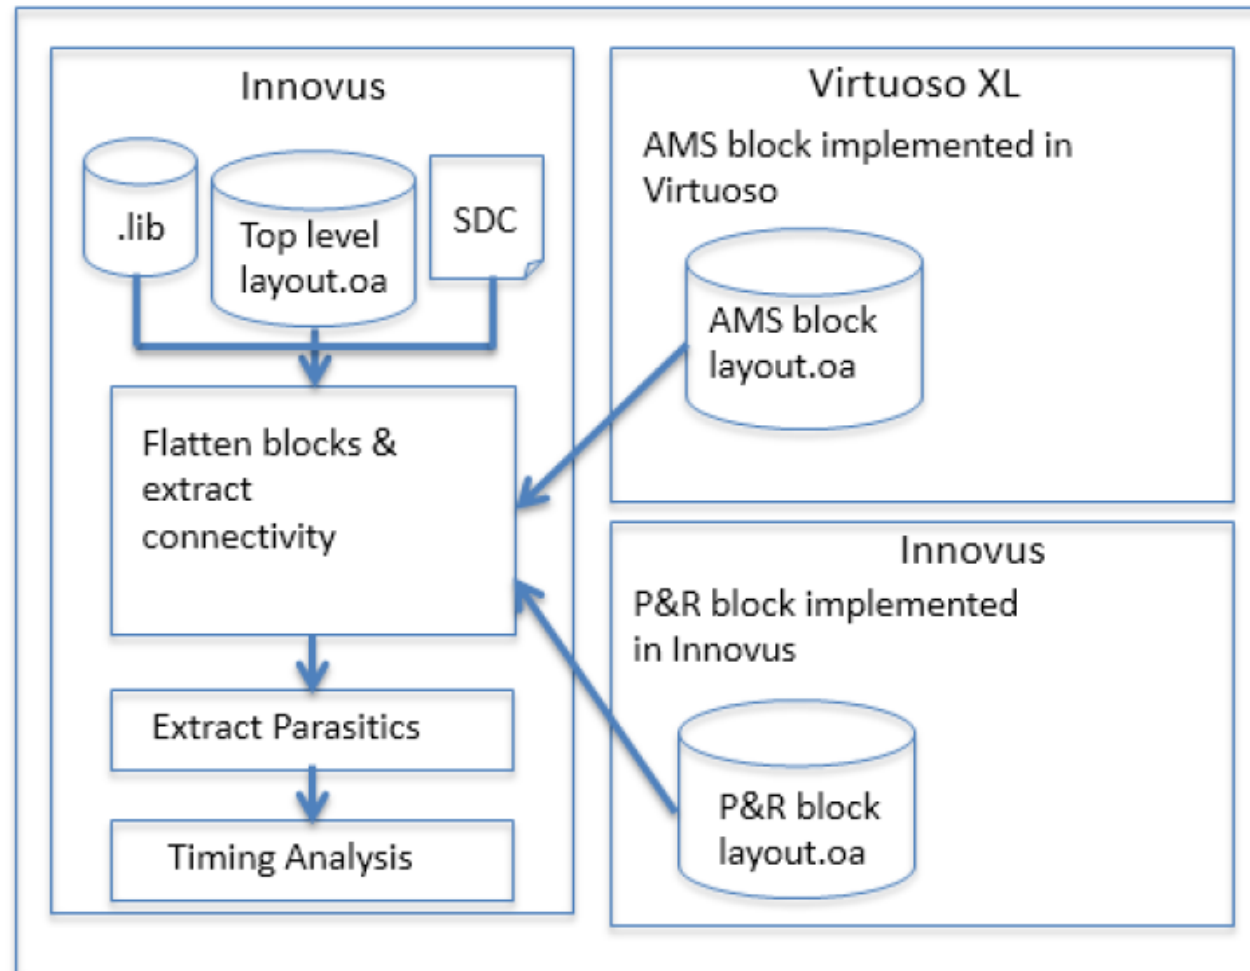 Innovus
.lib
Top level
layout.oa
SDC
Flatten blocks &
extract
connectivity
Extract Parasitics
Timing Analysis
Virtuoso XL
AMS block implemented in
Virtuoso
AMS block
layout.oa
Innovus
P&R block implemented
in Innovus
P&R block
layout.oa